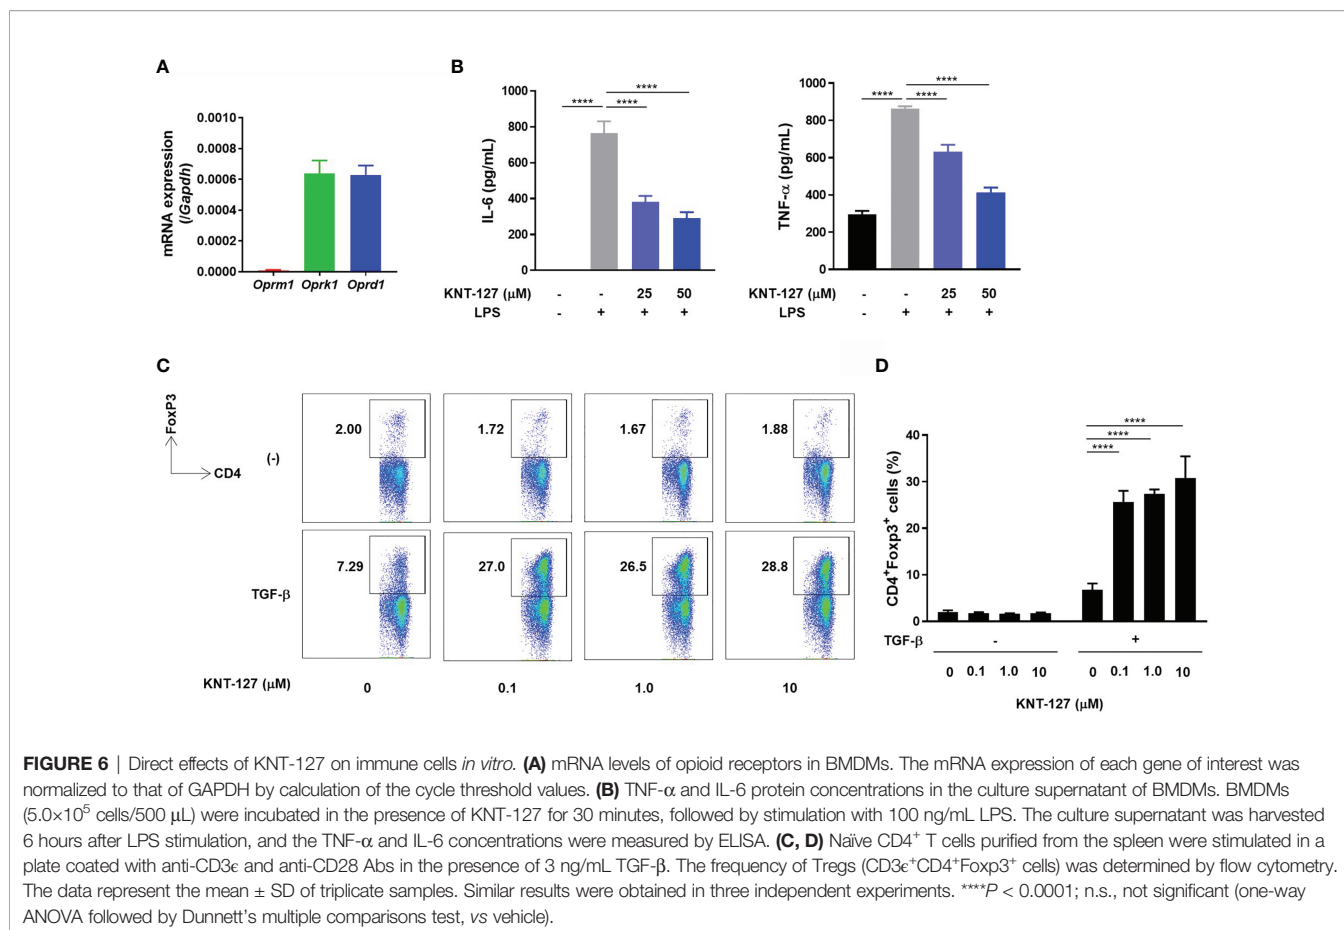 A
mRNA expression
(/Gapdh)
0.0010
0.0008
0.0006
0.0004
0.0002
0.0000
Oprm1 Oprk1 Oprd1
B
IL-6 (pg/mL)
1000
800
600
400
200
0
**** ****
****
KNT-127 (μM) - - 25 50
LPS - + + +
TNF-α (pg/mL)
1000
800
600
400
200
0
****
**** ****
KNT-127 (μM) - - 25 50
LPS - + + +
C
FoxP3
CD4
(-)
2.00 1.72 1.67 1.88
TGF-β
7.29 27.0 26.5 28.8
KNT-127 (μM) 0 0.1 1.0 10
D
CD4+Foxp3+ cells (%)
40
30
20
10
0
****
****
****
TGF-β - +
0 0.1 1.0 10 0 0.1 1.0 10
KNT-127 (μM)
FIGURE 6 | Direct effects of KNT-127 on immune cells in vitro. (A) mRNA levels of opioid receptors in BMDMs. The mRNA expression of each gene of interest was
normalized to that of GAPDH by calculation of the cycle threshold values. (B) TNF-α and IL-6 protein concentrations in the culture supernatant of BMDMs. BMDMs
(5.0×10⁵ cells/500 μL) were incubated in the presence of KNT-127 for 30 minutes, followed by stimulation with 100 ng/mL LPS. The culture supernatant was harvested
6 hours after LPS stimulation, and the TNF-α and IL-6 concentrations were measured by ELISA. (C, D) Naïve CD4⁺ T cells purified from the spleen were stimulated in a
plate coated with anti-CD3ϵ and anti-CD28 Abs in the presence of 3 ng/mL TGF-β. The frequency of Tregs (CD3ϵ⁺CD4⁺Foxp3⁺ cells) was determined by flow cytometry.
The data represent the mean ± SD of triplicate samples. Similar results were obtained in three independent experiments. ****P < 0.0001; n.s., not significant (one-way
ANOVA followed by Dunnett's multiple comparisons test, vs vehicle).